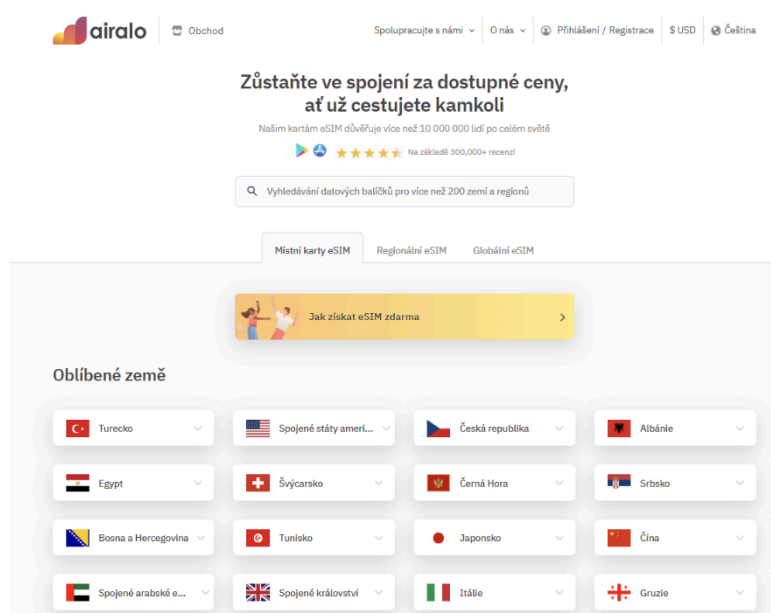 airalo
Obchod
Spolupracujte s námi
O nás
Přihlášení / Registrace
$ USD
Čeština
Zůstaňte ve spojení za dostupné ceny,
ať už cestujete kamkoli
Našim kartám eSIM důvěřuje více než 10 000 000 lidí po celém světě
Na základě 300,000+ recenzí
Vyhledávání datových balíčků pro více než 200 zemí a regionů
Místní karty eSIM
Regionální eSIM
Globální eSIM
Jak získat eSIM zdarma
Oblíbené země
Turecko
Spojené státy ameri...
Česká republika
Albánie
Egypt
Švýcarsko
Černá Hora
Srbsko
Bosna a Hercegovina
Tunisko
Japonsko
Čína
Spojené arabské e...
Spojené království
Itálie
Gruzie